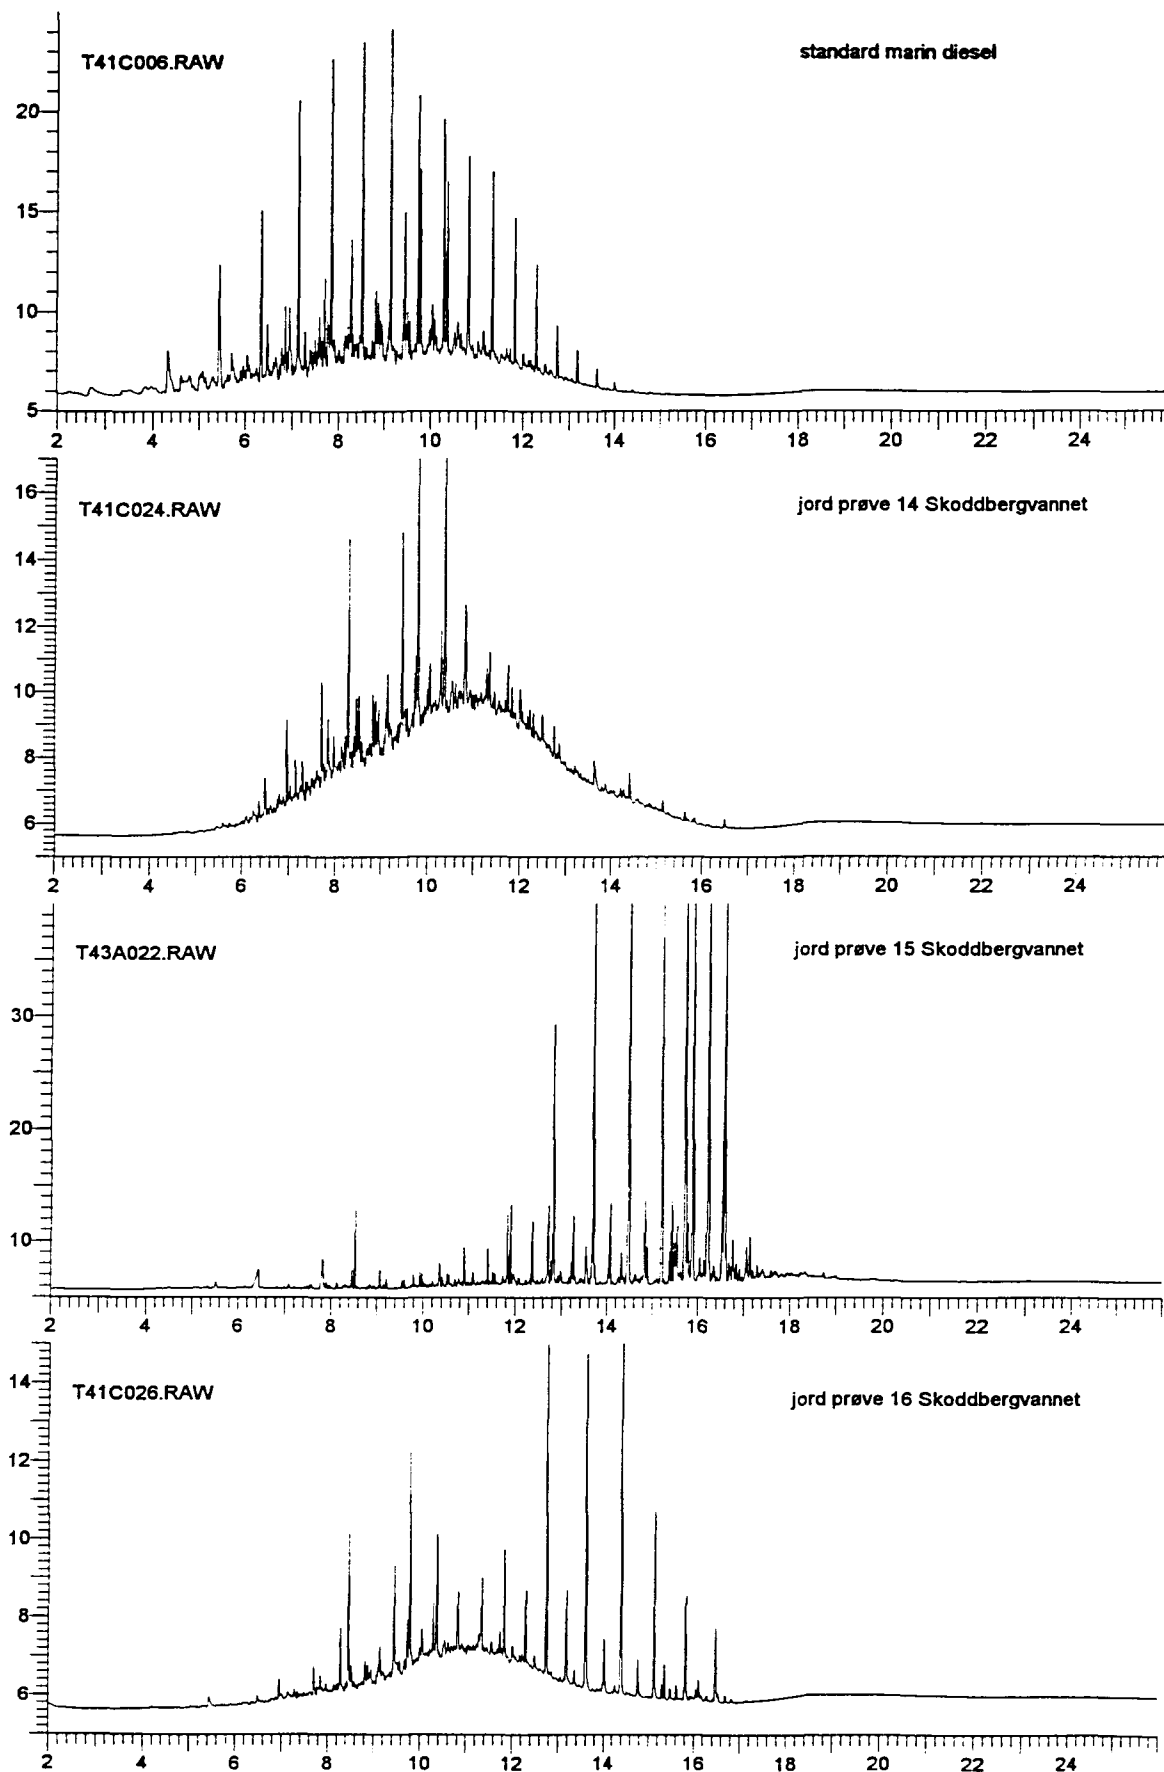 T41C006.RAW
standard marin diesel
20
15
10
5
2 4 6 8 10 12 14 16 18 20 22 24
T41C024.RAW
jord prøve 14 Skoddbergvannet
16
14
12
10
8
6
2 4 6 8 10 12 14 16 18 20 22 24
T43A022.RAW
jord prøve 15 Skoddbergvannet
30
20
10
2 4 6 8 10 12 14 16 18 20 22 24
T41C026.RAW
jord prøve 16 Skoddbergvannet
14
12
10
8
6
2 4 6 8 10 12 14 16 18 20 22 24